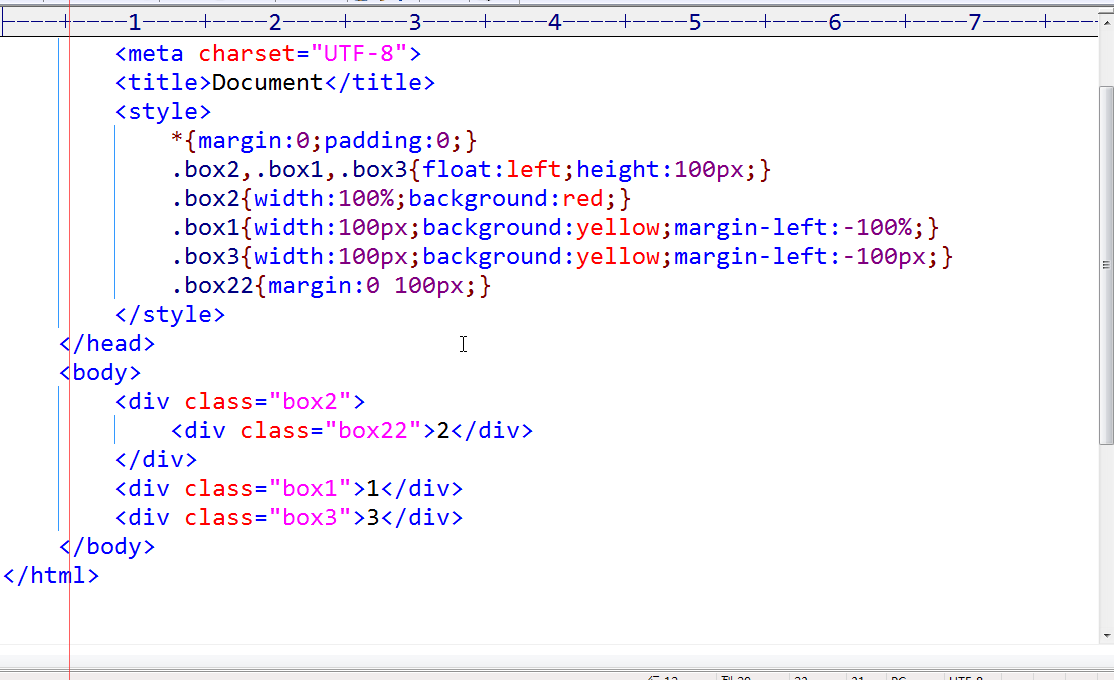 1 2 3 4 5 6 7
<meta charset="UTF-8">
<title>Document</title>
<style>
*{margin:0;padding:0;}
.box2,.box1,.box3{float:left;height:100px;}
.box2{width:100%;background:red;}
.box1{width:100px;background:yellow;margin-left:-100%;}
.box3{width:100px;background:yellow;margin-left:-100px;}
.box22{margin:0 100px;}
</style>
</head>
<body>
<div class="box2">
<div class="box22">2</div>
</div>
<div class="box1">1</div>
<div class="box3">3</div>
</body>
</html>